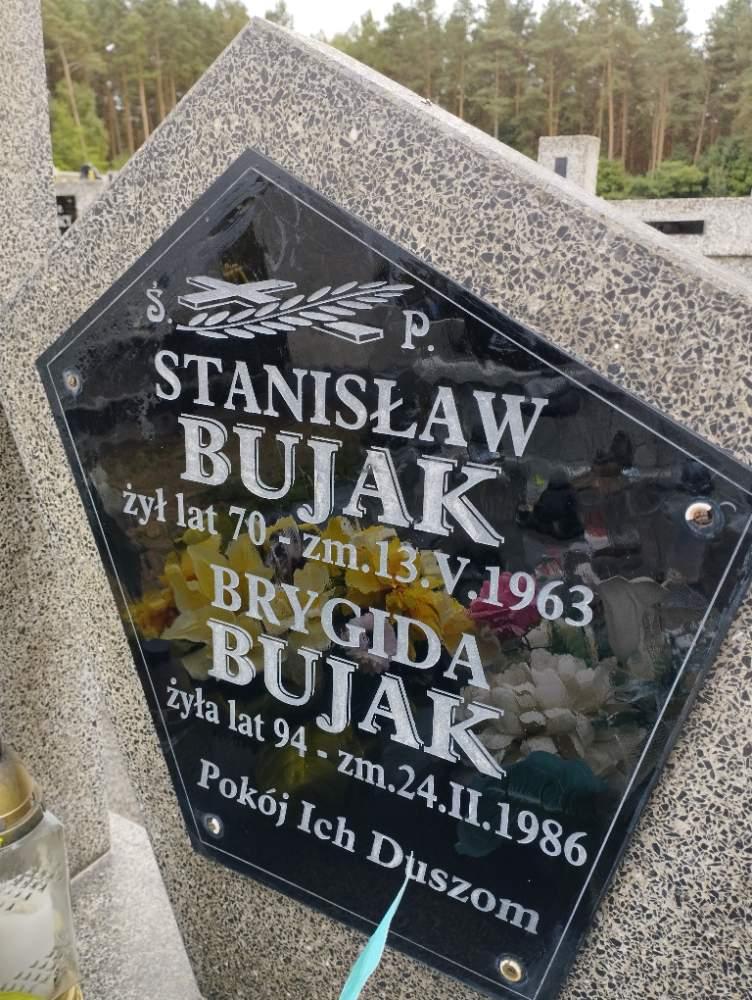 Ś. P.
STANISŁAW
BUJAK
żył lat 70 - zm.13.V.1963
BRYGIDA
BUJAK
żyła lat 94 - zm.24.II.1986
Pokój Ich Duszom